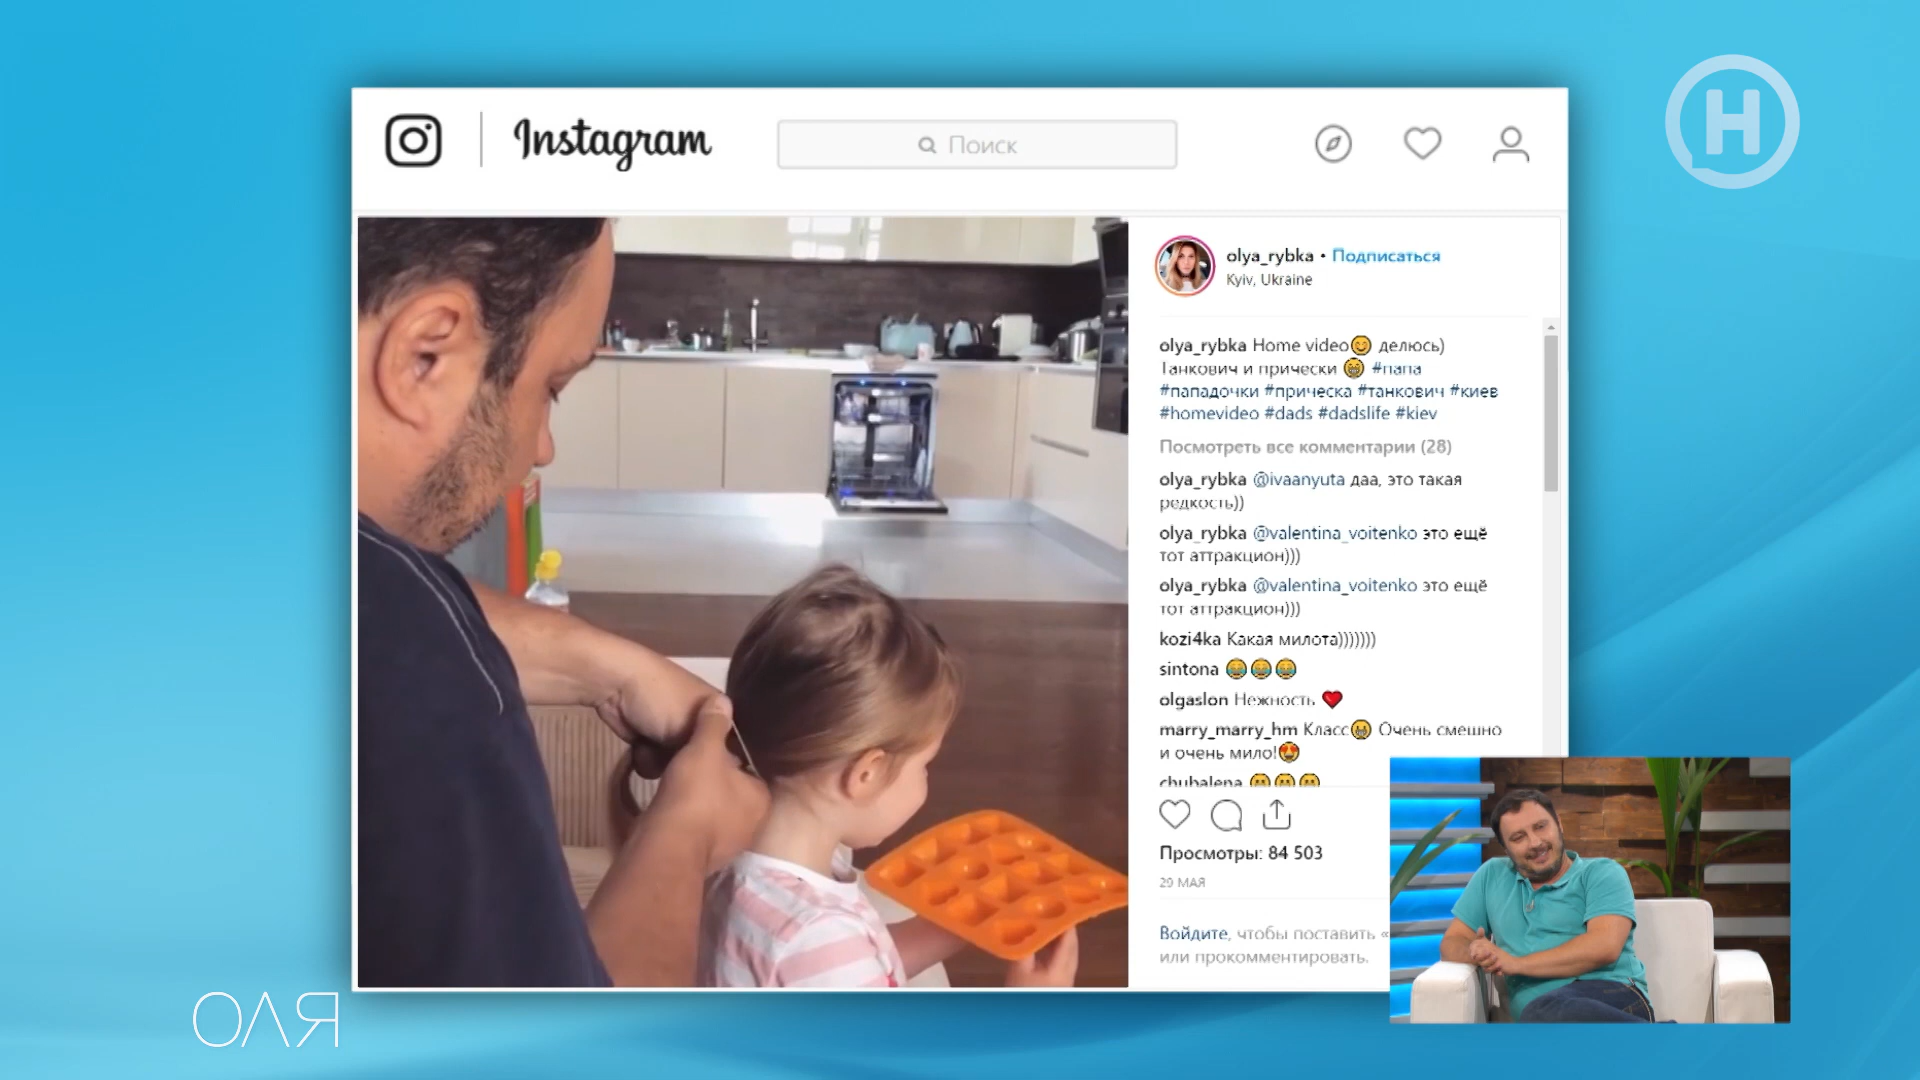 Instagram
Поиск
Н
olya_rybka • Подписаться
Kyiv, Ukraine
olya_rybka Home video😊 делюсь)
Танкович и прически 😁 #папа
#пападочки #прическа #танкович #киев
#homevideo #dads #dadslife #kiev
Посмотреть все комментарии (28)
olya_rybka @ivaanyuta даа, это такая
редкость))
olya_rybka @valentina_voitenko это ещё
тот аттракцион)))
olya_rybka @valentina_voitenko это ещё
тот аттракцион)))
kozi4ka Какая милота)))))))
sintona 😂😂😂
olgaslon Нежность ❤️
marry_marry_hm Класс😂 Очень смешно
и очень мило!😍
chubalena 😁😁😁
Просмотры: 84 503
29 МАЯ
Войдите, чтобы поставить «
или прокомментировать.
ОЛЯ